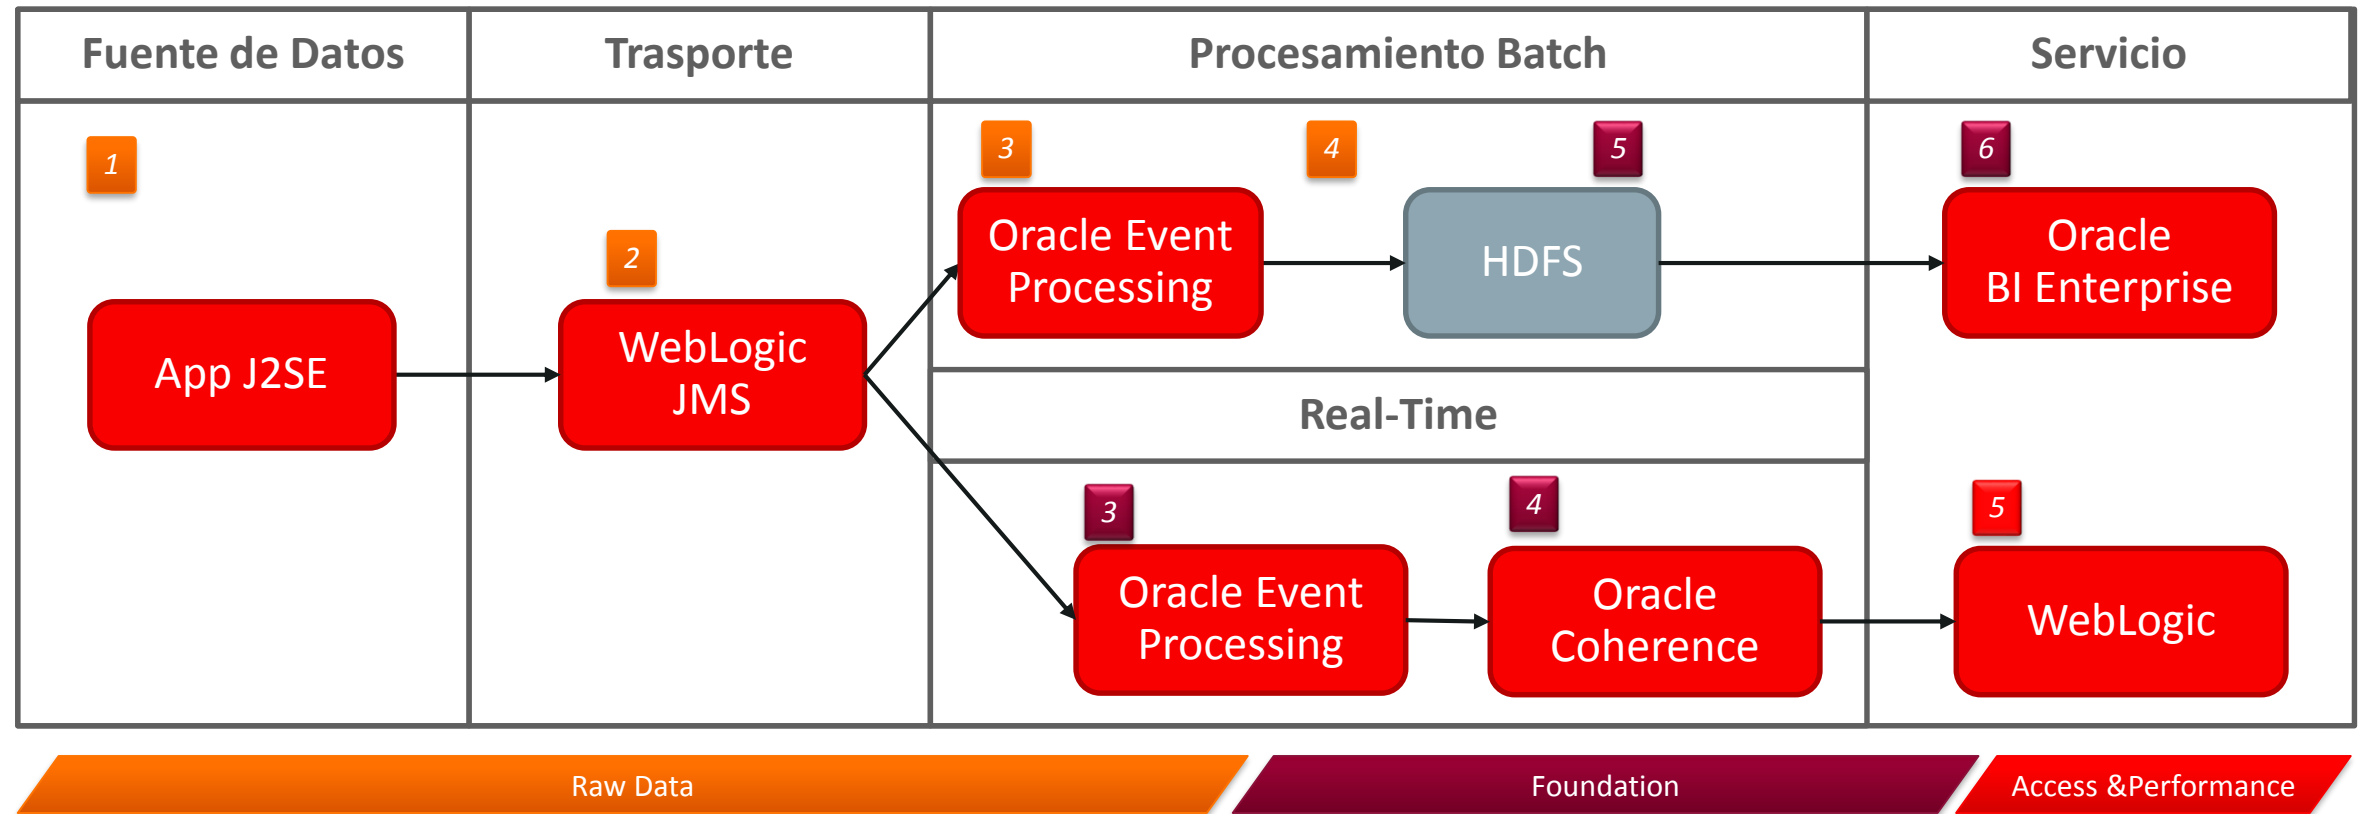 Fuente de Datos
Trasporte
Procesamiento Batch
Servicio
1
2
3
4
5
6
App J2SE
WebLogic
JMS
Oracle Event
Processing
HDFS
Oracle
BI Enterprise
Real-Time
3
4
5
Oracle Event
Processing
Oracle
Coherence
WebLogic
Raw Data
Foundation
Access &Performance